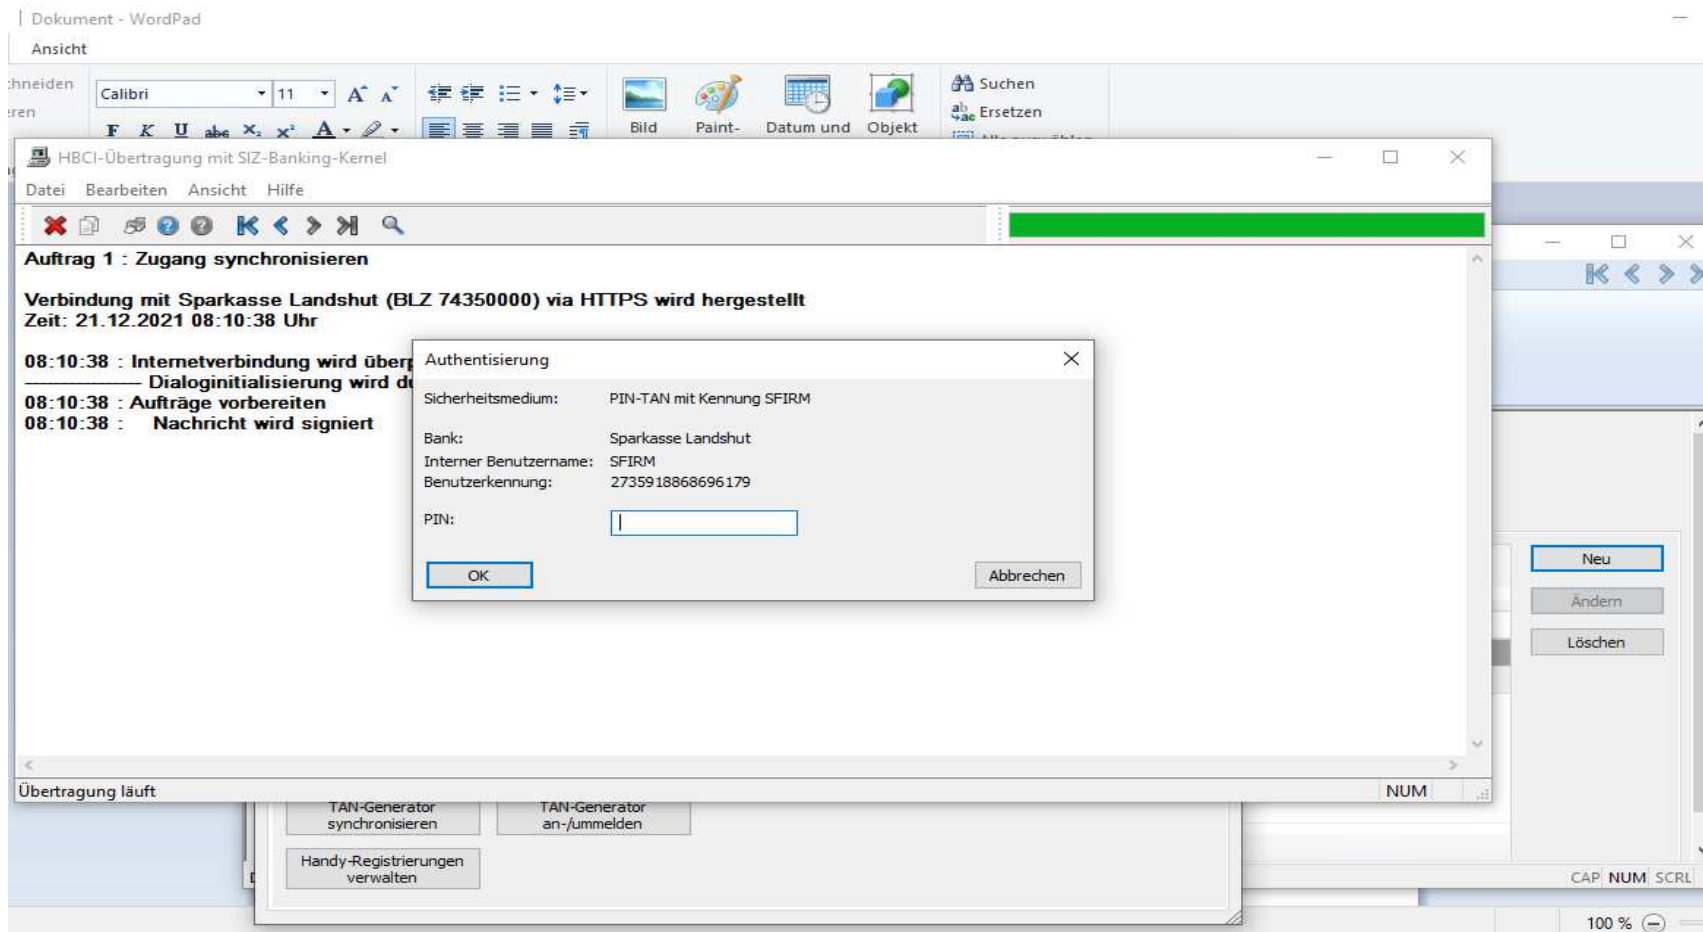 Dokument - WordPad
Ansicht
Calibri
11
Suchen
Ersetzen
F K U abc X₂ x² A
Bild Paint- Datum und Objekt
HBCI-Übertragung mit SIZ-Banking-Kernel
Datei Bearbeiten Ansicht Hilfe
Auftrag 1 : Zugang synchronisieren
Verbindung mit Sparkasse Landshut (BLZ 74350000) via HTTPS wird hergestellt
Zeit: 21.12.2021 08:10:38 Uhr
08:10:38 : Internetverbindung wird überp
---------------- Dialoginitialisierung wird du
08:10:38 : Aufträge vorbereiten
08:10:38 : Nachricht wird signiert
Authentisierung
Sicherheitsmedium: PIN-TAN mit Kennung SFIRM
Bank: Sparkasse Landshut
Interner Benutzername: SFIRM
Benutzerkennung: 2735918868696179
PIN:
OK
Abbrechen
Neu
Ändern
Löschen
Übertragung läuft
NUM
TAN-Generator
synchronisieren
TAN-Generator
an-/ummelden
Handy-Registrierungen
verwalten
CAP NUM SCRL
100 %